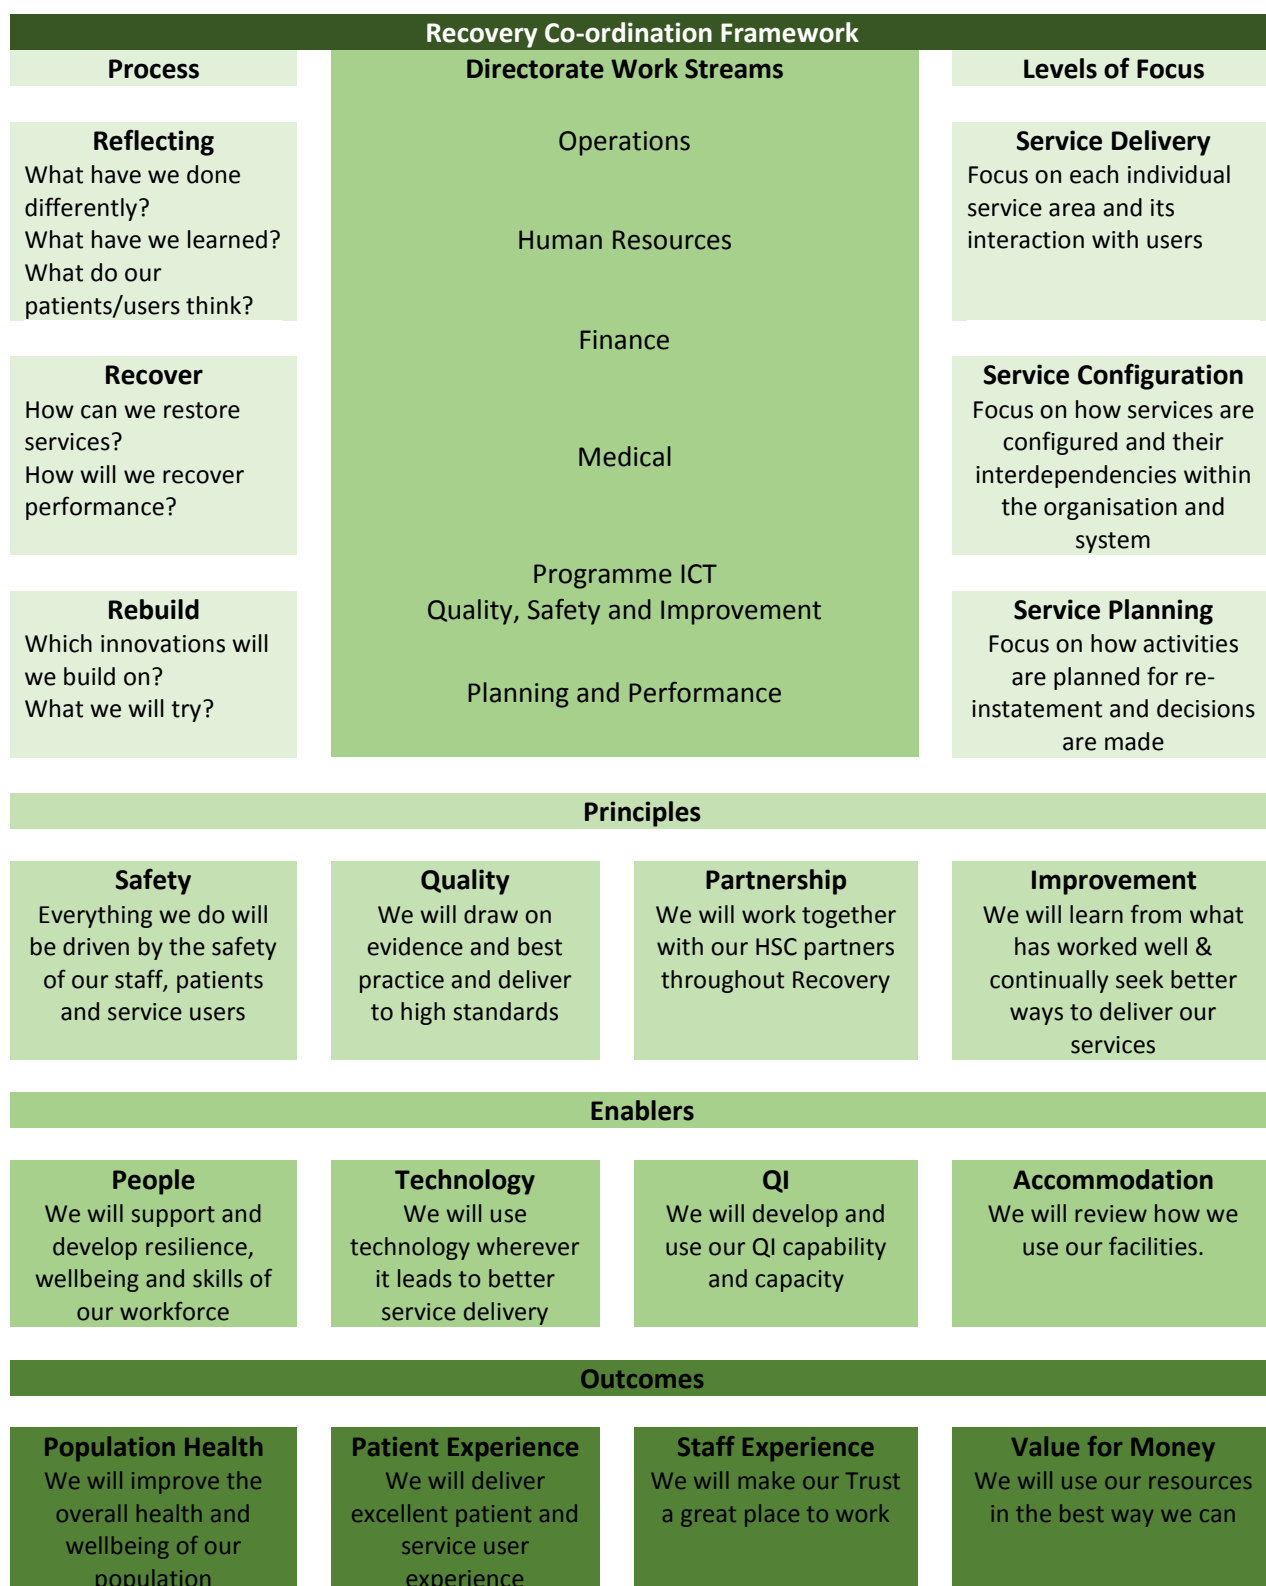 Recovery Co-ordination Framework
Process
Directorate Work Streams
Levels of Focus
Reflecting
What have we done
differently?
What have we learned?
What do our
patients/users think?
Recover
How can we restore
services?
How will we recover
performance?
Rebuild
Which innovations will
we build on?
What we will try?
Operations
Human Resources
Finance
Medical
Programme ICT
Quality, Safety and Improvement
Planning and Performance
Service Delivery
Focus on each individual
service area and its
interaction with users
Service Configuration
Focus on how services are
configured and their
interdependencies within
the organisation and
system
Service Planning
Focus on how activities
are planned for re-
instatement and decisions
are made
Principles
Safety
Everything we do will
be driven by the safety
of our staff, patients
and service users
Quality
We will draw on
evidence and best
practice and deliver
to high standards
Partnership
We will work together
with our HSC partners
throughout Recovery
Improvement
We will learn from what
has worked well &
continually seek better
ways to deliver our
services
Enablers
People
We will support and
develop resilience,
wellbeing and skills of
our workforce
Technology
We will use
technology wherever
it leads to better
service delivery
QI
We will develop and
use our QI capability
and capacity
Accommodation
We will review how we
use our facilities.
Outcomes
Population Health
We will improve the
overall health and
wellbeing of our
population
Patient Experience
We will deliver
excellent patient and
service user
experience
Staff Experience
We will make our Trust
a great place to work
Value for Money
We will use our resources
in the best way we can